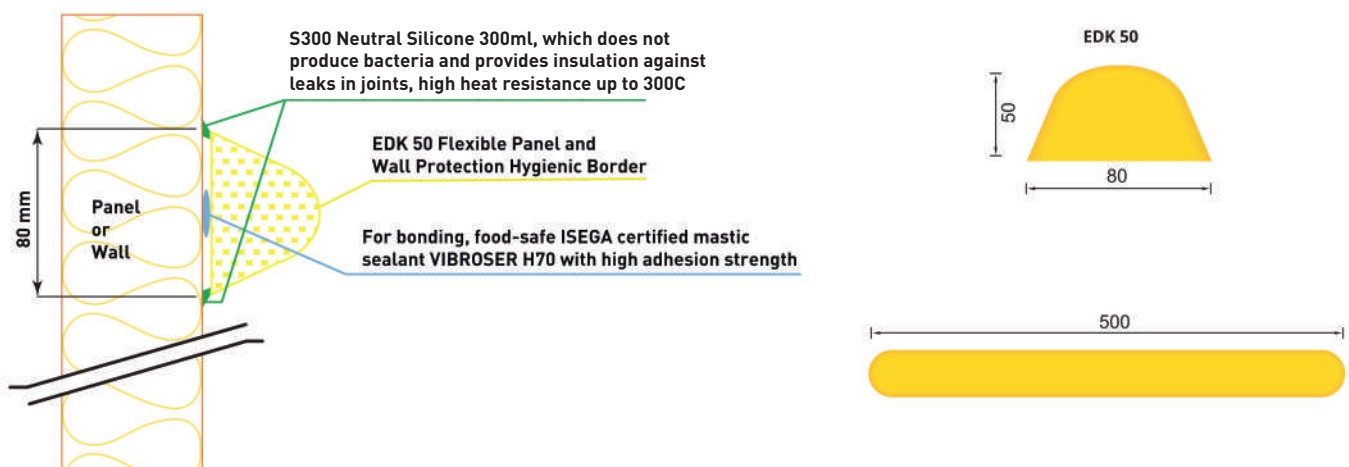 S300 Neutral Silicone 300ml, which does not
produce bacteria and provides insulation against
leaks in joints, high heat resistance up to 300C
EDK 50 Flexible Panel and
Wall Protection Hygienic Border
For bonding, food-safe ISEGA certified mastic
sealant VIBROSER H70 with high adhesion strength
80 mm
Panel
or
Wall
EDK 50
50
80
500